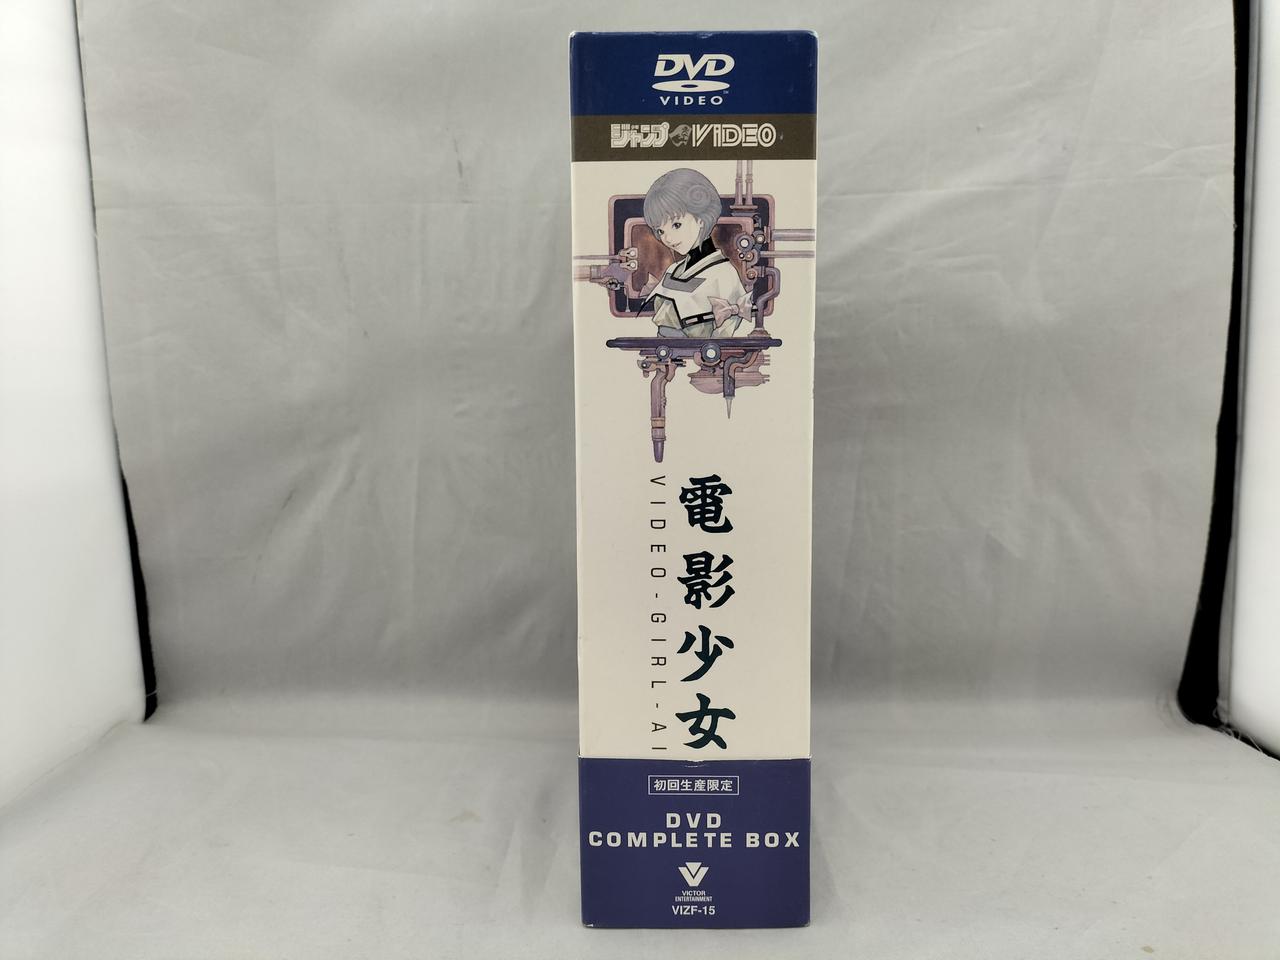 DVD
VIDEO
ジャンプ VIDEO
電影少女
VIDEO-GIRL-AI
初回生産限定
DVD
COMPLETE BOX
VICTOR
ENTERTAINMENT
VIZF-15